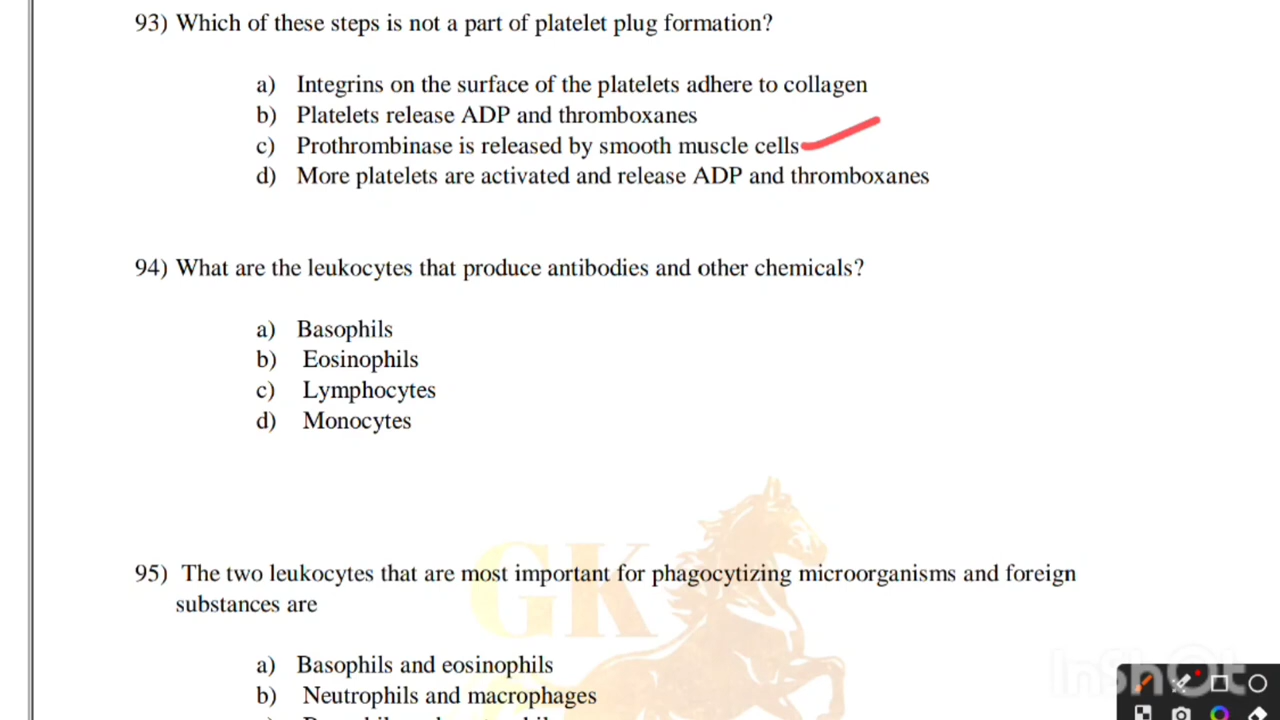 93) Which of these steps is not a part of platelet plug formation?
a) Integrins on the surface of the platelets adhere to collagen
b) Platelets release ADP and thromboxanes
c) Prothrombinase is released by smooth muscle cells
d) More platelets are activated and release ADP and thromboxanes
94) What are the leukocytes that produce antibodies and other chemicals?
a) Basophils
b) Eosinophils
c) Lymphocytes
d) Monocytes
GK
95) The two leukocytes that are most important for phagocytizing microorganisms and foreign
substances are
a) Basophils and eosinophils
b) Neutrophils and macrophages
InShOt